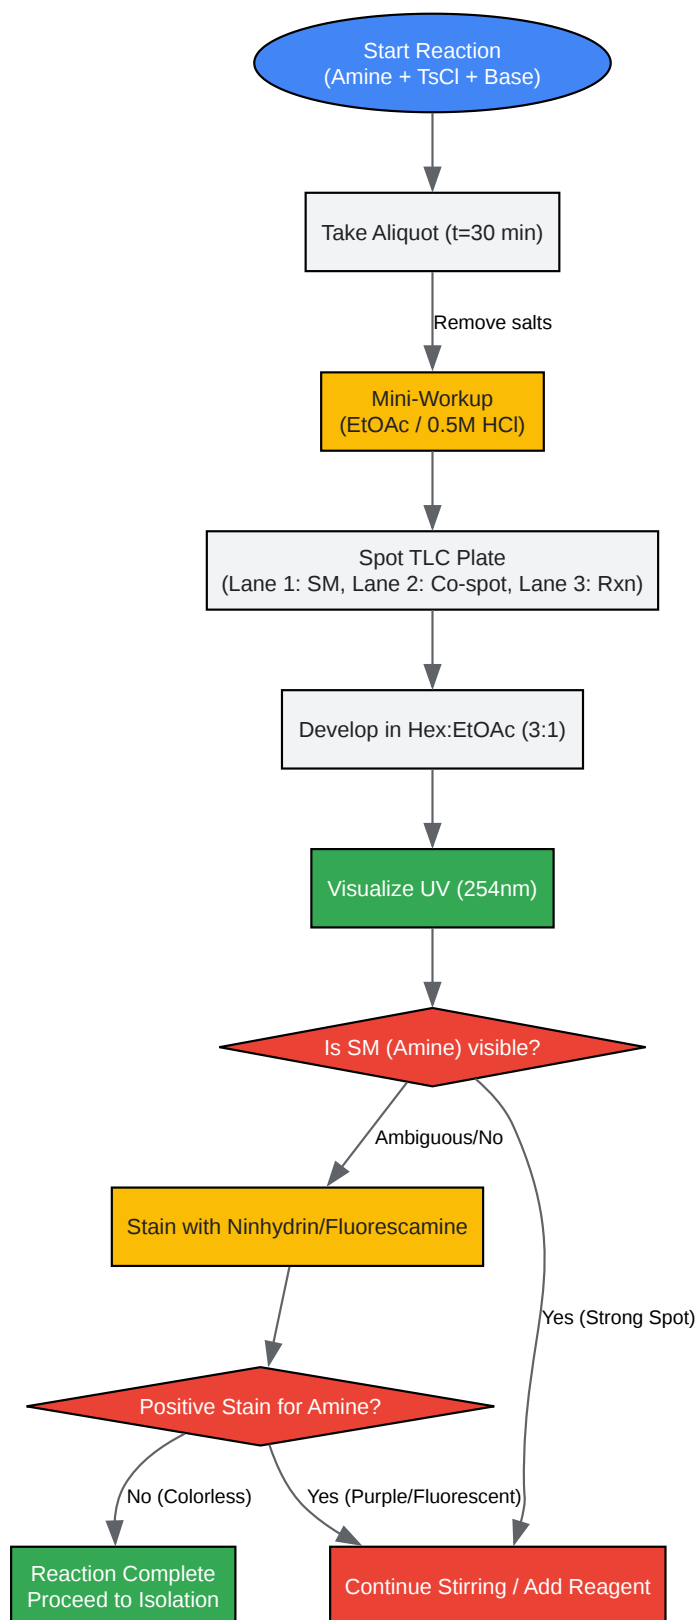 Start Reaction
(Amine + TsCl + Base)
Take Aliquot (t=30 min)
Remove salts
Mini-Workup
(EtOAc / 0.5M HCl)
Spot TLC Plate
(Lane 1: SM, Lane 2: Co-spot, Lane 3: Rxn)
Develop in Hex:EtOAc (3:1)
Visualize UV (254nm)
Is SM (Amine) visible?
Ambiguous/No
Stain with Ninhydrin/Fluorescamine
Yes (Strong Spot)
Positive Stain for Amine?
No (Colorless)
Yes (Purple/Fluorescent)
Reaction Complete
Proceed to Isolation
Continue Stirring / Add Reagent